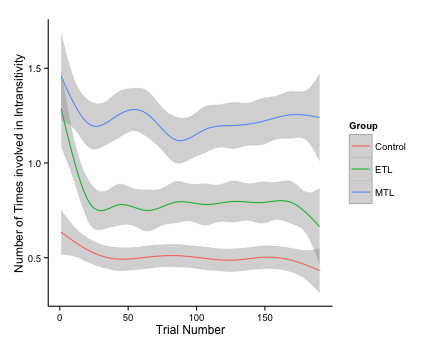 Number of Times involved in Intransitivity
1.5
1.0
0.5
0
50
100
150
Trial Number
Group
Control
ETL
MTL